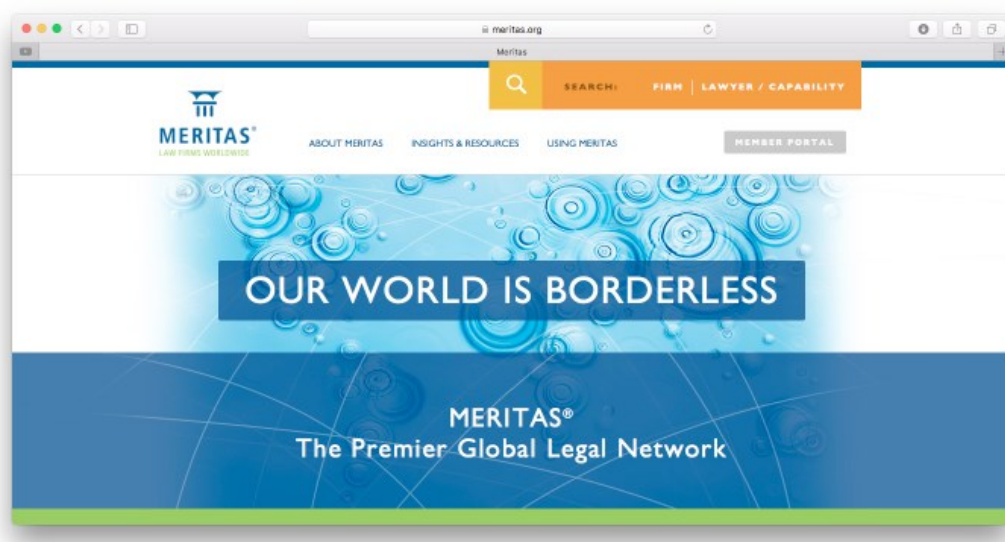 meritas.org
Meritas
SEARCH: FIRM | LAWYER / CAPABILITY
MERITAS®
LAW FIRMS WORLDWIDE
ABOUT MERITAS INSIGHTS & RESOURCES USING MERITAS MEMBER PORTAL
OUR WORLD IS BORDERLESS
MERITAS®
The Premier Global Legal Network